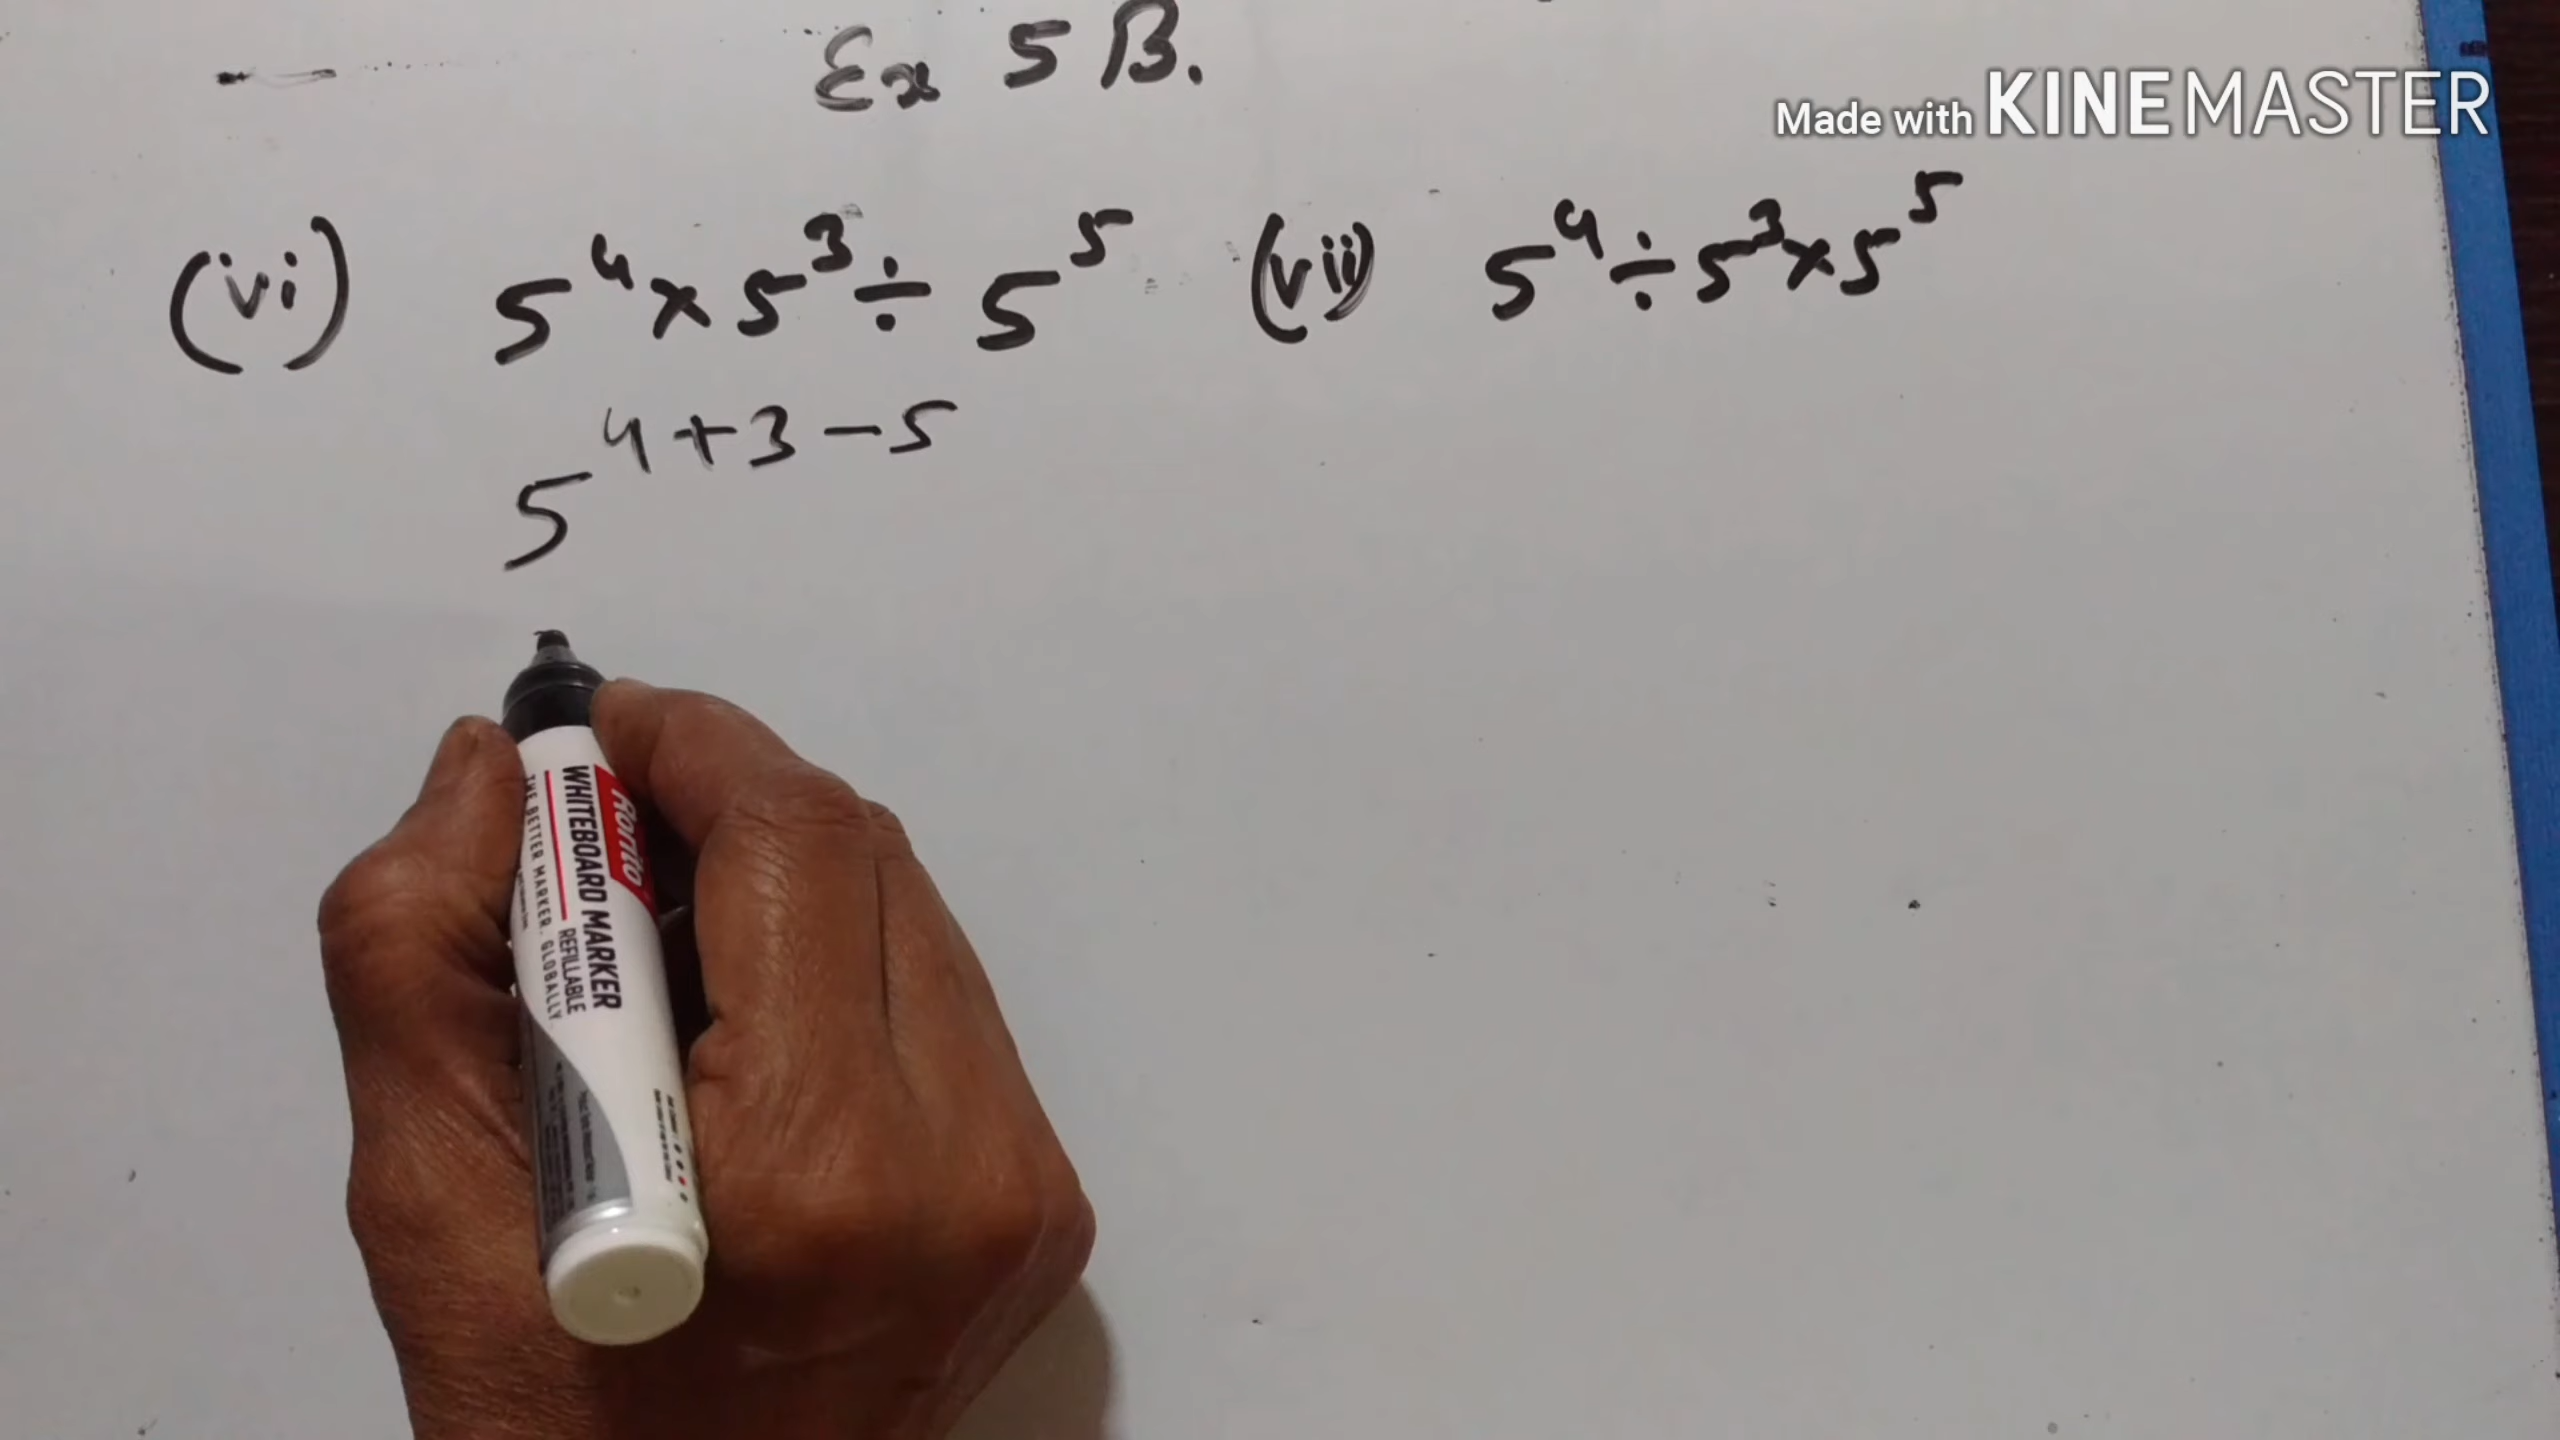 Ex 5 B.
Made with KINEMASTER
(vi) 5⁴ × 5³ ÷ 5⁵ (vii) 5⁴ ÷ 5³ × 5⁵
5⁴⁺³⁻⁵
Rorito
WHITEBOARD MARKER
REFILLABLE
THE BETTER MARKER. GLOBALLY.